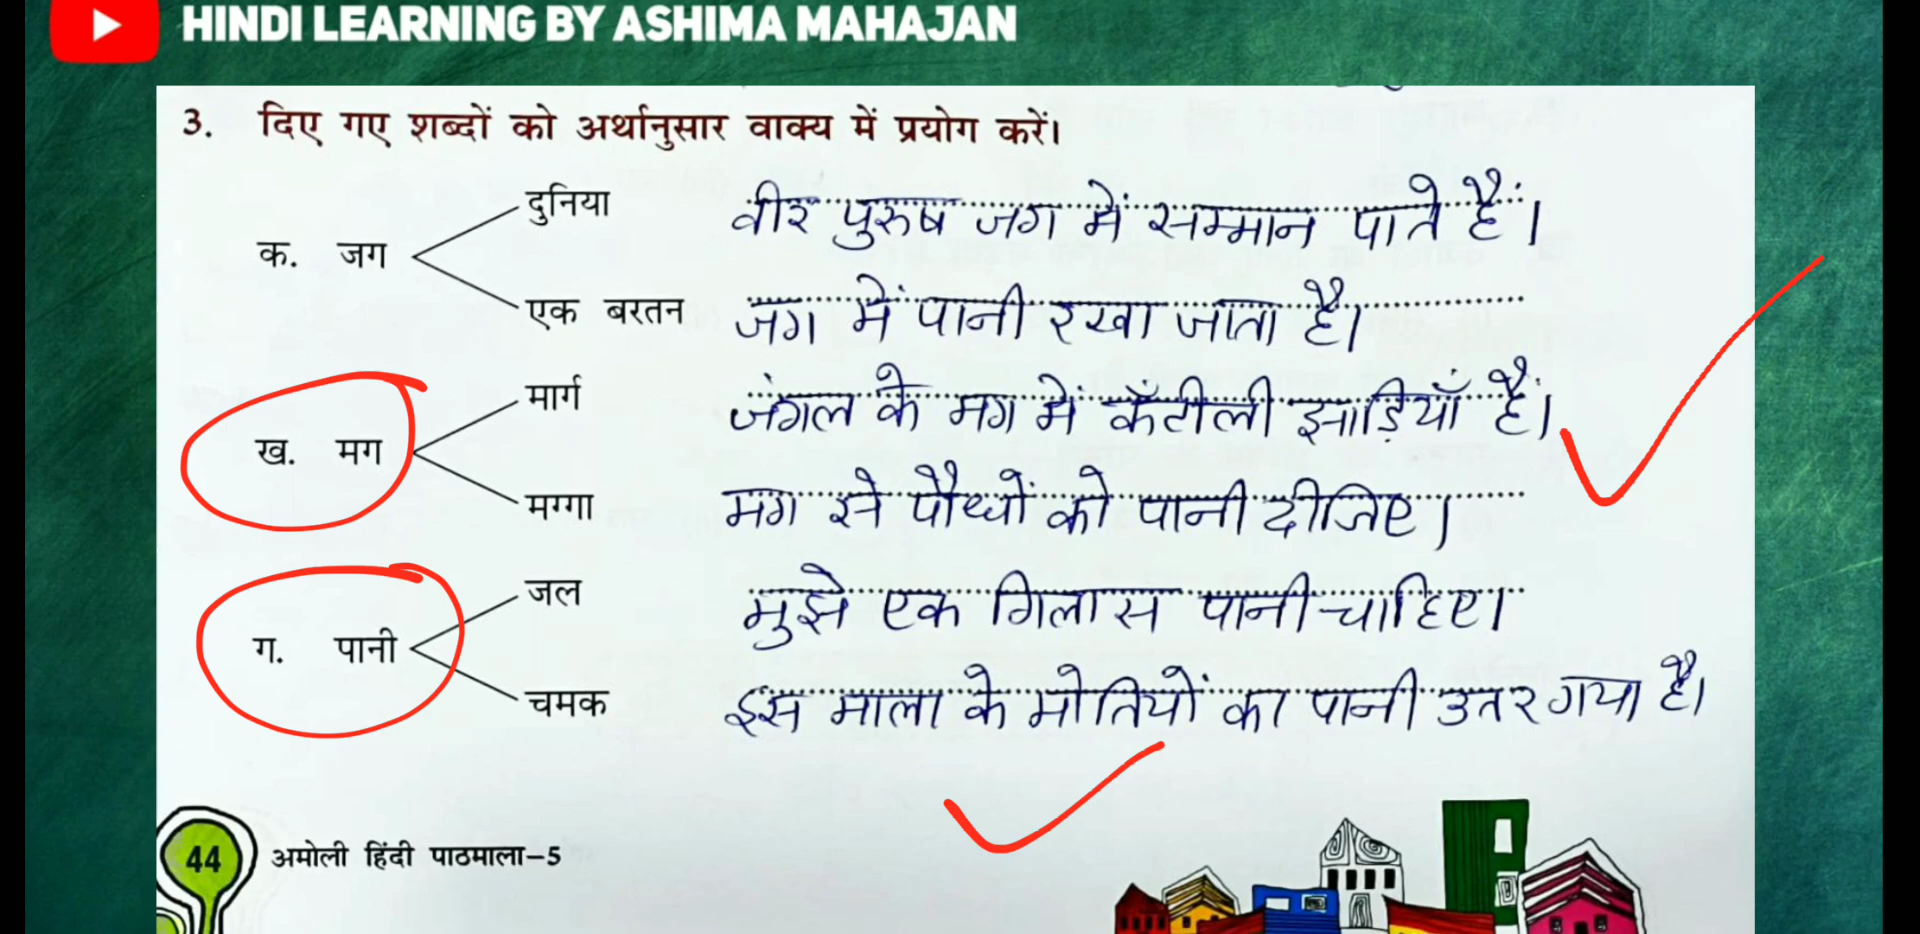 HINDI LEARNING BY ASHIMA MAHAJAN
3. दिए गए शब्दों को अर्थानुसार वाक्य में प्रयोग करें।
दुनिया वीर पुरुष जग में सम्मान पाते हैं।
क. जग
एक बरतन जग में पानी रखा जाता है।
मार्ग जंगल के मग में कँटीली झाड़ियाँ हैं।
ख. मग
मग्गा मग से पौधों को पानी दीजिए।
जल मुझे एक गिलास पानी चाहिए।
ग. पानी
चमक इस माला के मोतियों का पानी उतर गया है।
44 अमोली हिंदी पाठमाला-5